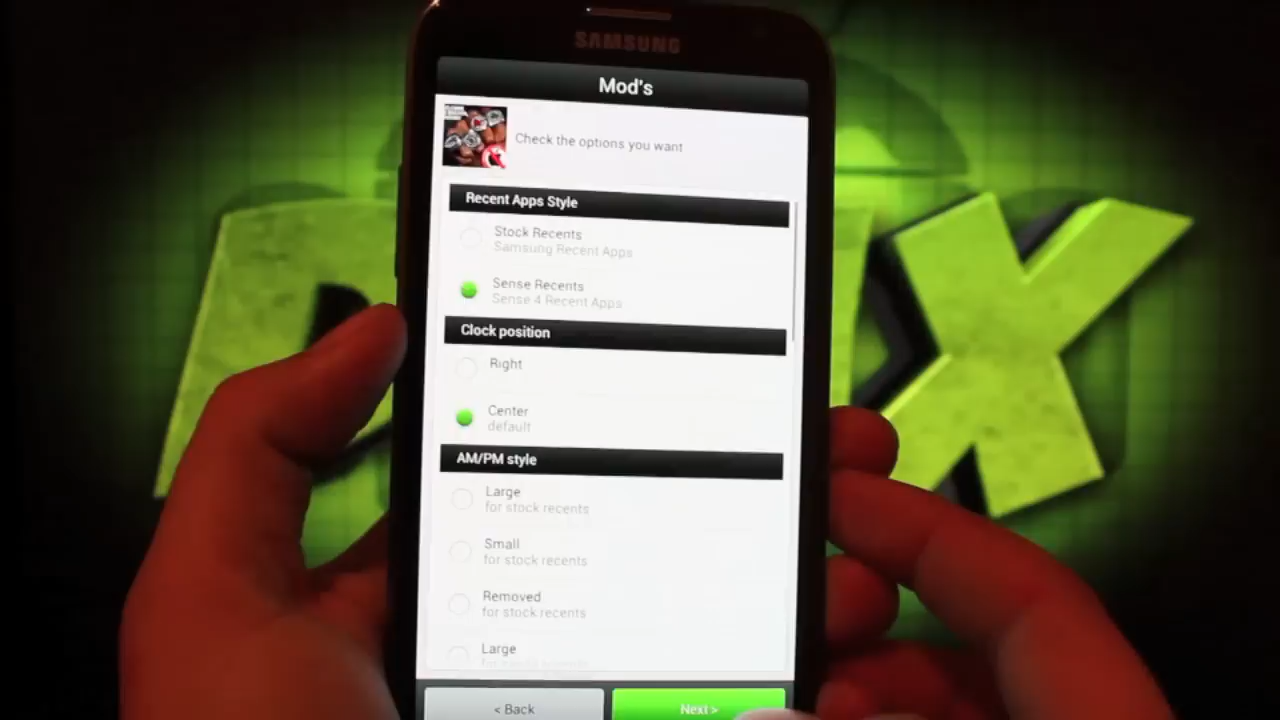 SAMSUNG
Mod's
Check the options you want
Recent Apps Style
Stock Recents
Samsung Recent Apps
Sense Recents
Sense 4 Recent Apps
Clock position
Right
Center
default
AM/PM style
Large
for stock recents
Small
for stock recents
Removed
for stock recents
Large
< Back
Next >
X